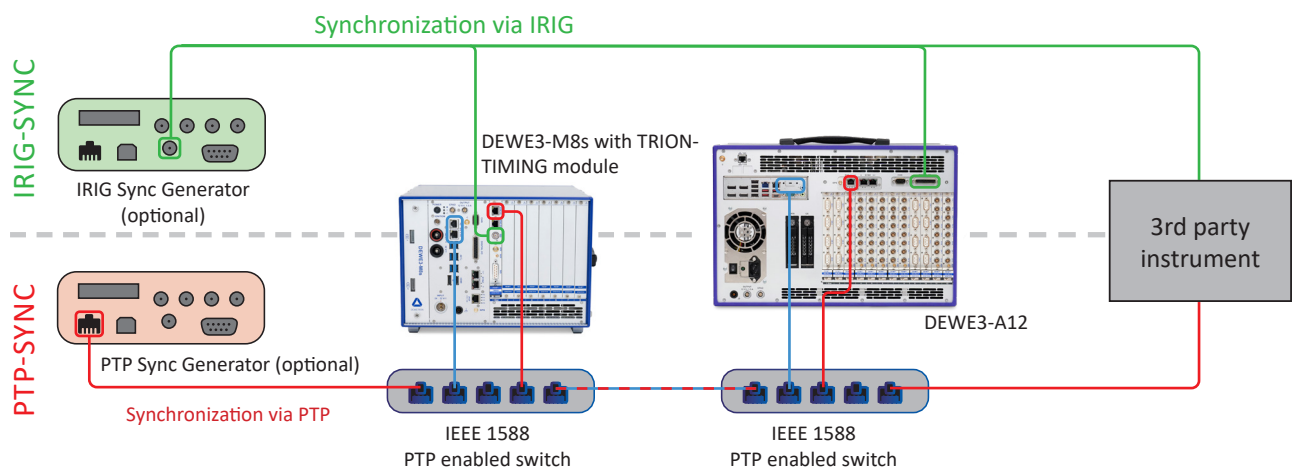 Synchronization via IRIG
IRIG-SYNC
IRIG Sync Generator
(optional)
DEWE3-M8s with TRION-
TIMING module
DEWE3-M8s
3rd party
instrument
DEWE3-A12
PTP-SYNC
PTP Sync Generator (optional)
Synchronization via PTP
IEEE 1588
PTP enabled switch
IEEE 1588
PTP enabled switch